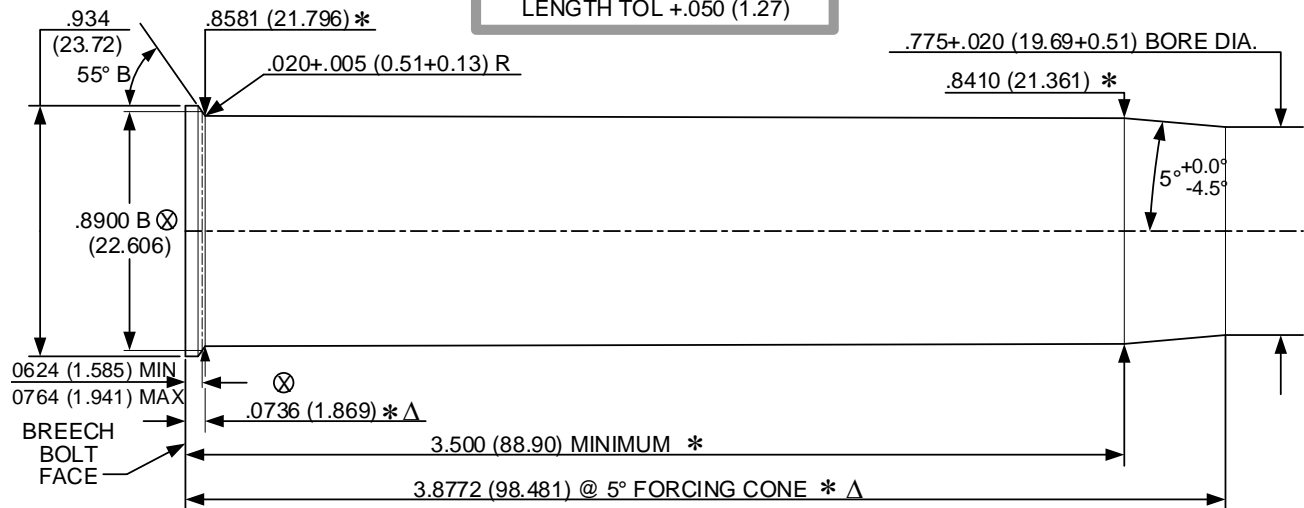 LENGTH TOL +.050 (1.27)
.934
(23.72)
55° B
.8581 (21.796) *
.020+.005 (0.51+0.13) R
.775+.020 (19.69+0.51) BORE DIA.
.8410 (21.361) *
5° +0.0°
-4.5°
.8900 B ⊗
(22.606)
0624 (1.585) MIN
0764 (1.941) MAX
⊗
.0736 (1.869) * Δ
BREECH
BOLT
FACE
3.500 (88.90) MINIMUM *
3.8772 (98.481) @ 5° FORCING CONE * Δ